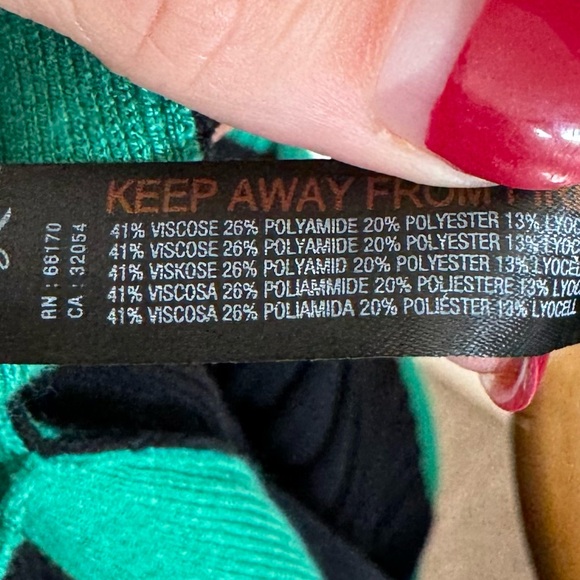 KEEP AWAY FROM
RN : 66170
CA : 32054
41% VISCOSE 26% POLYAMIDE 20% POLYESTER 13%
41% VISCOSE 26% POLYAMIDE 20% POLYESTER 13%
41% VISKOSE 26% POLYAMID 20% POLYESTER 13% LYOCELL
41% VISCOSA 26% POLIAMMIDE 20% POLIESTERE 13%
41% VISCOSA 26% POLIAMIDA 20% POLIÉSTER 13% LYOCELL